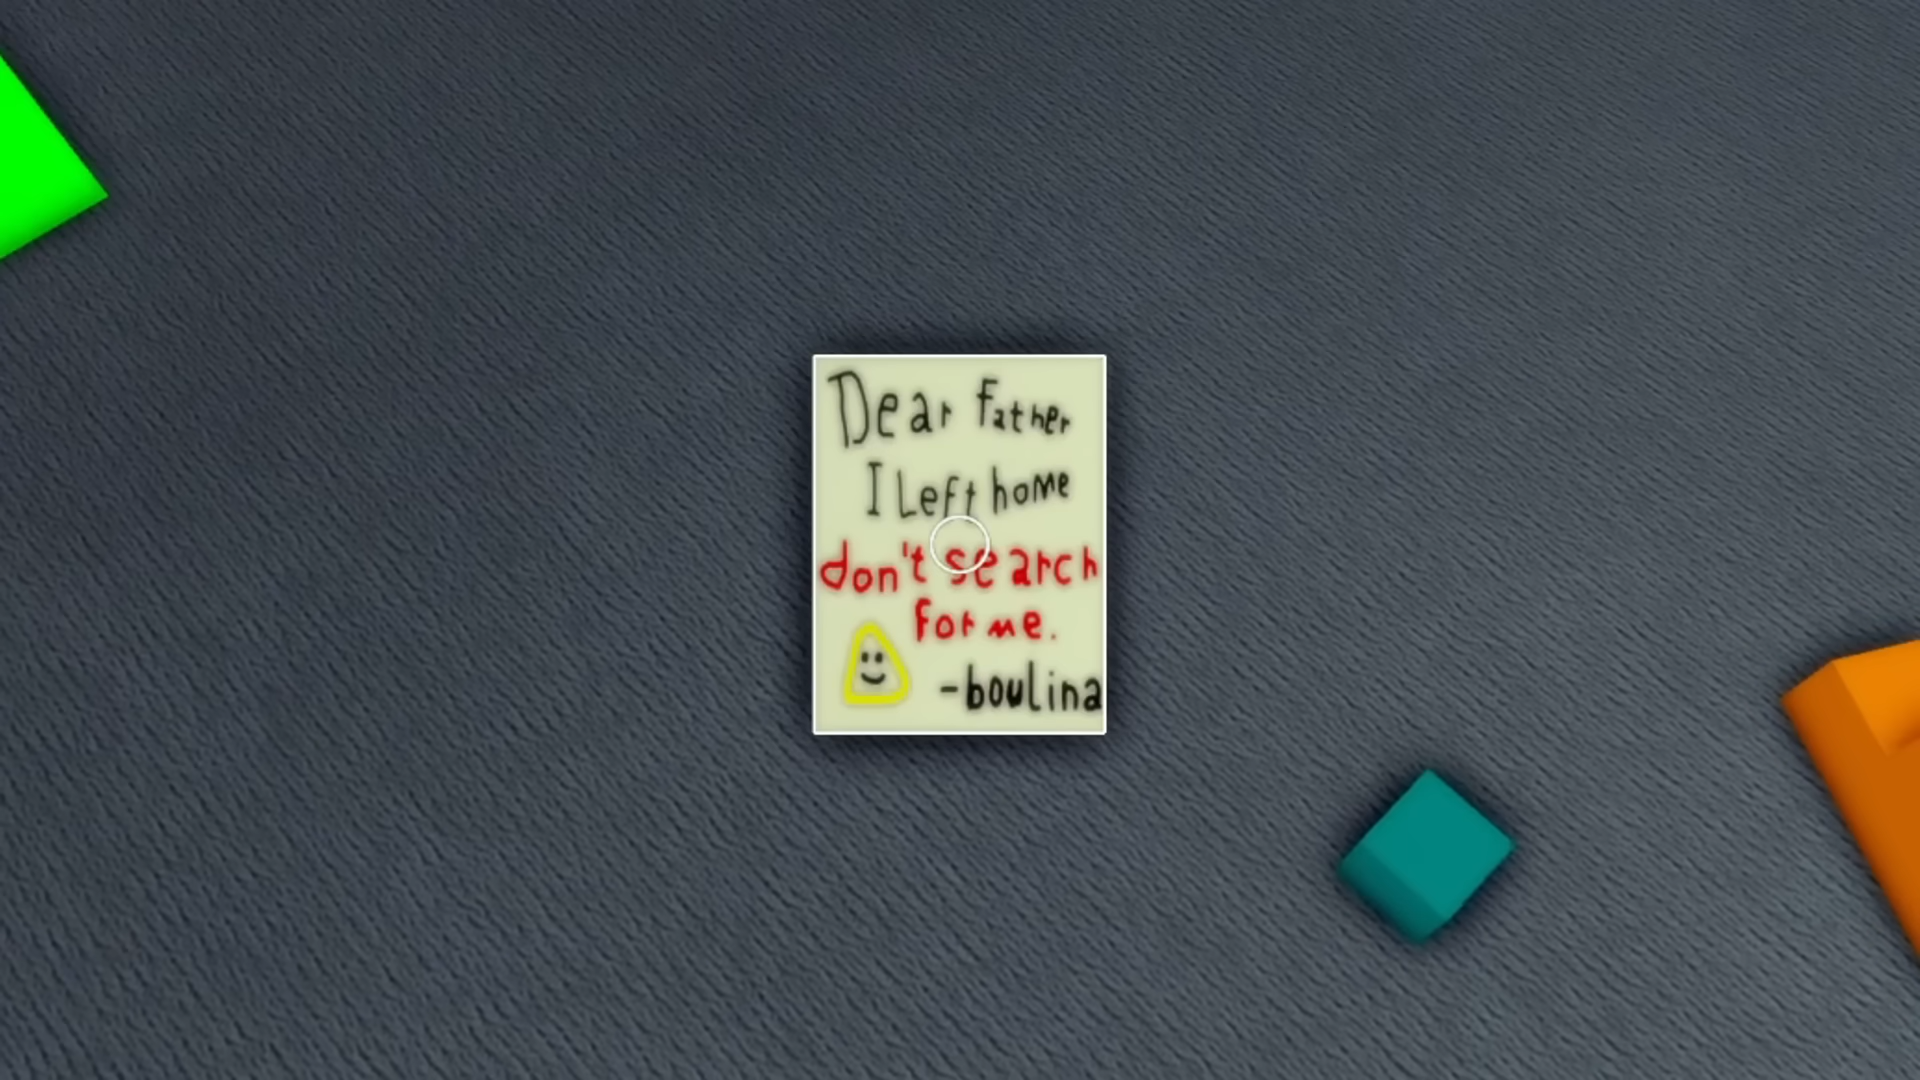 Dear father
I Left home
don't search
for me.
-boulina